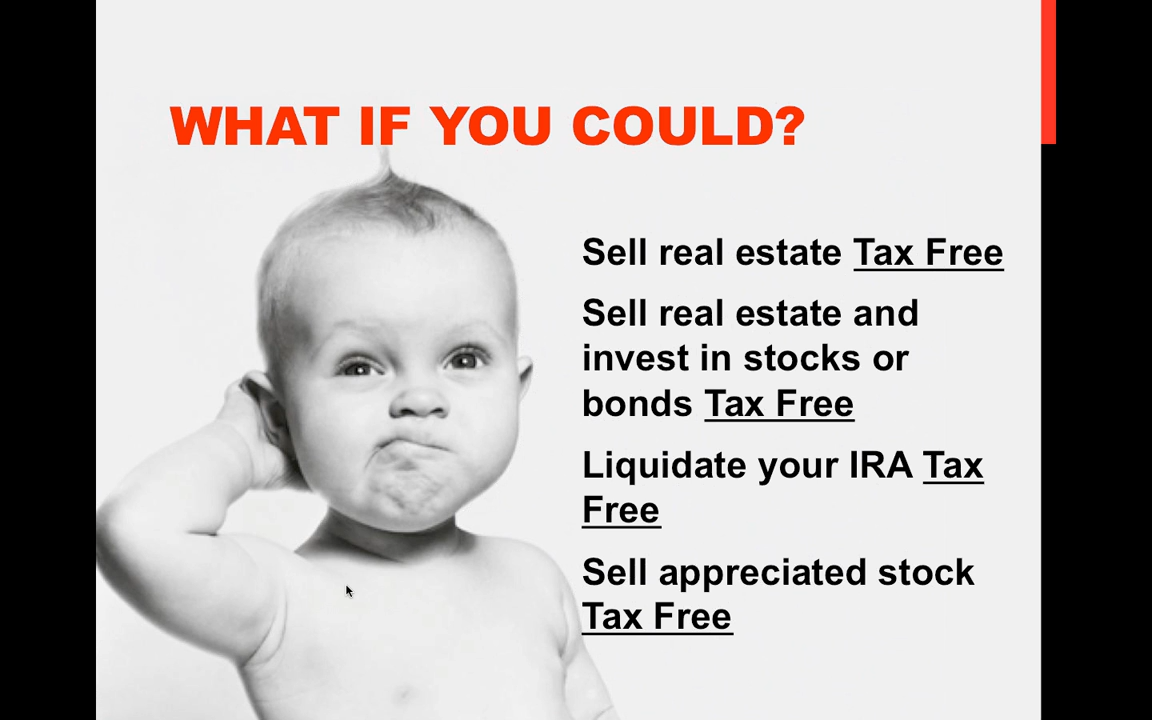 WHAT IF YOU COULD?
Sell real estate Tax Free
Sell real estate and
invest in stocks or
bonds Tax Free
Liquidate your IRA Tax
Free
Sell appreciated stock
Tax Free